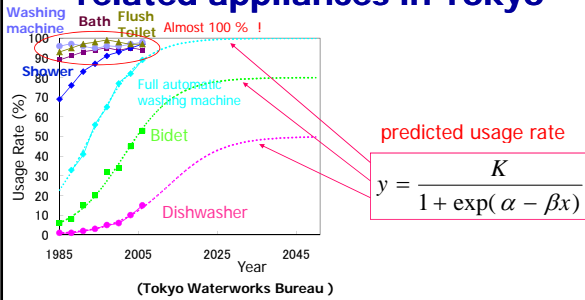 related appliances in Tokyo
Washing
machine
Bath
Flush
Toilet
Almost 100 % !
Shower
Full automatic
washing machine
Bidet
Dishwasher
Usage Rate (%)
100
90
80
70
60
50
40
30
20
10
0
1985
2005
2025
2045
Year
(Tokyo Waterworks Bureau )
predicted usage rate
y = K / 1 + exp( α − βx)